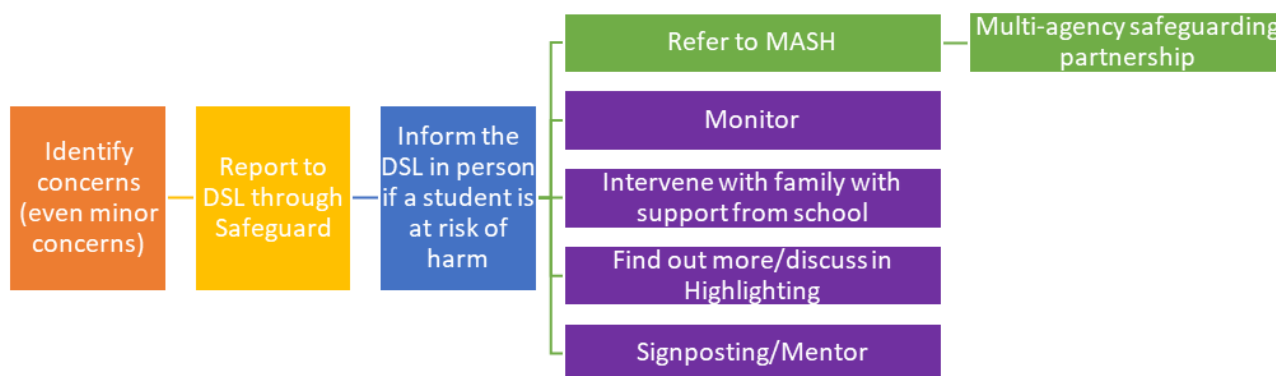 Identify
concerns
(even minor
concerns)
Report to
DSL through
Safeguard
Inform the
DSL in person
if a student is
at risk of
harm
Refer to MASH
Multi-agency safeguarding
partnership
Monitor
Intervene with family with
support from school
Find out more/discuss in
Highlighting
Signposting/Mentor